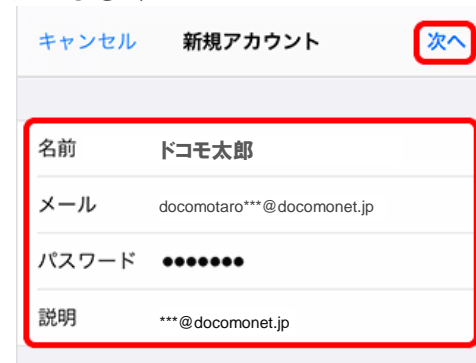 キャンセル 新規アカウント 次へ
名前 ドコモ太郎
メール docomotaro***@docomonet.jp
パスワード ●●●●●●●
説明 ***@docomonet.jp